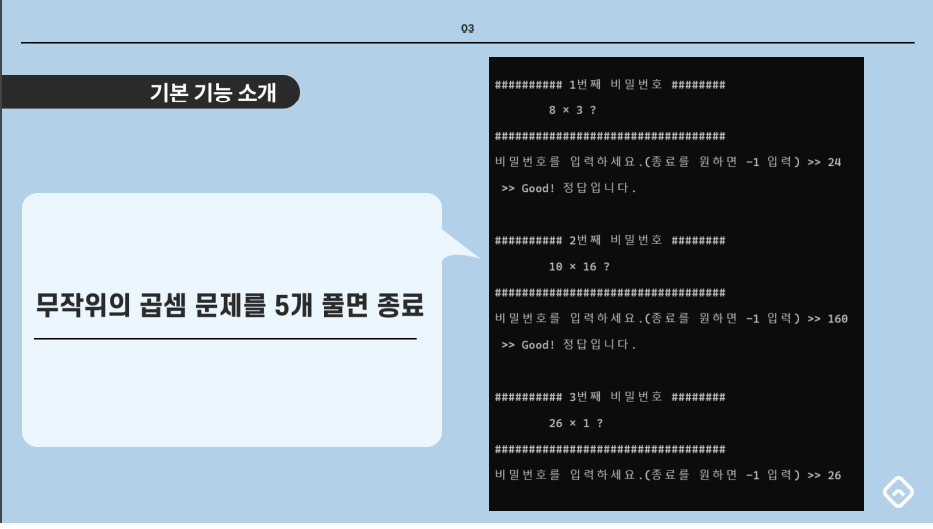 03
기본 기능 소개
무작위의 곱셈 문제를 5개 풀면 종료
########## 1번째 비밀번호 ########
8 × 3 ?
##################################
비밀번호를 입력하세요.(종료를 원하면 -1 입력) >> 24
>> Good! 정답입니다.
########## 2번째 비밀번호 ########
10 × 16 ?
##################################
비밀번호를 입력하세요.(종료를 원하면 -1 입력) >> 160
>> Good! 정답입니다.
########## 3번째 비밀번호 ########
26 × 1 ?
##################################
비밀번호를 입력하세요.(종료를 원하면 -1 입력) >> 26